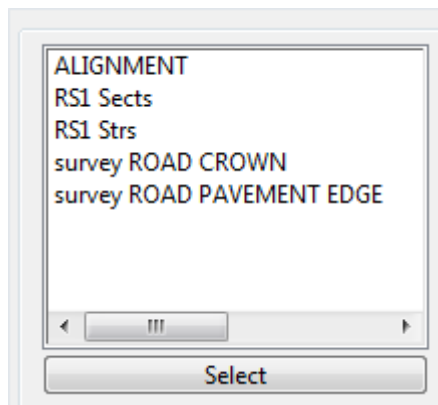 ALIGNMENT
RS1 Sects
RS1 Strs
survey ROAD CROWN
survey ROAD PAVEMENT EDGE
Select